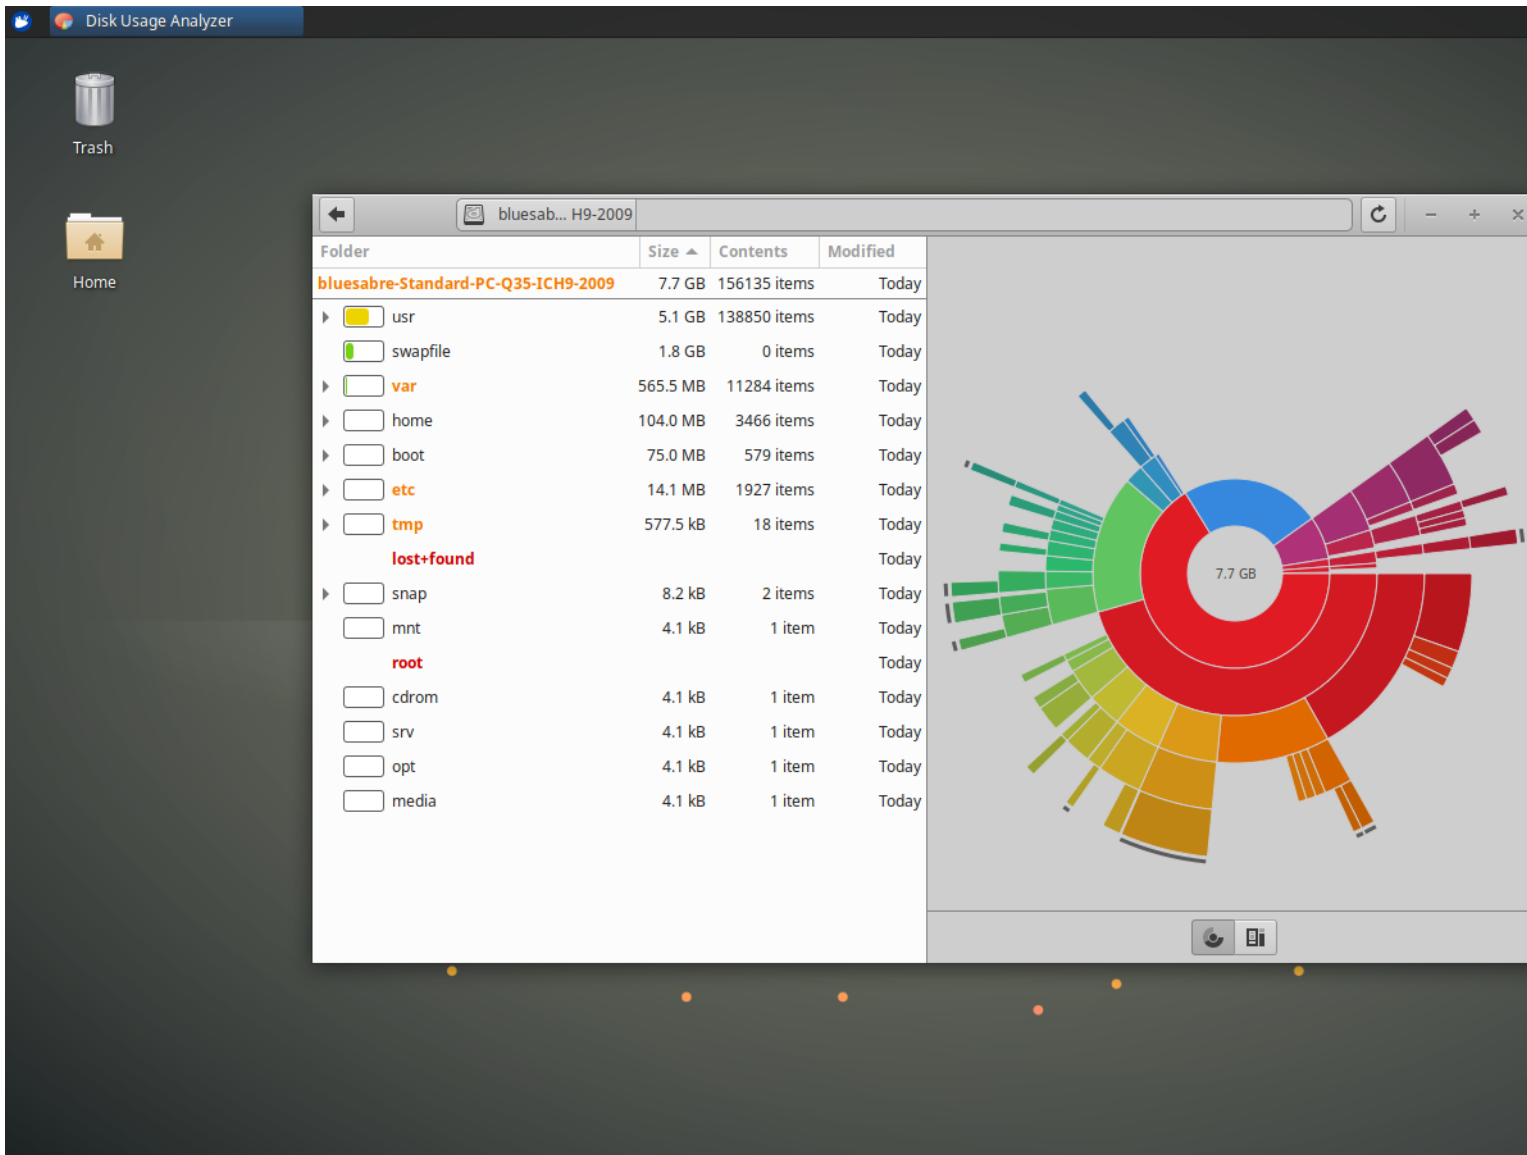 Disk Usage Analyzer
Trash
Home
bluesab... H9-2009
Folder Size Contents Modified
bluesabre-Standard-PC-Q35-ICH9-2009 7.7 GB 156135 items Today
usr 5.1 GB 138850 items Today
swapfile 1.8 GB 0 items Today
var 565.5 MB 11284 items Today
home 104.0 MB 3466 items Today
boot 75.0 MB 579 items Today
etc 14.1 MB 1927 items Today
tmp 577.5 kB 18 items Today
lost+found Today
snap 8.2 kB 2 items Today
mnt 4.1 kB 1 item Today
root Today
cdrom 4.1 kB 1 item Today
srv 4.1 kB 1 item Today
opt 4.1 kB 1 item Today
media 4.1 kB 1 item Today
7.7 GB